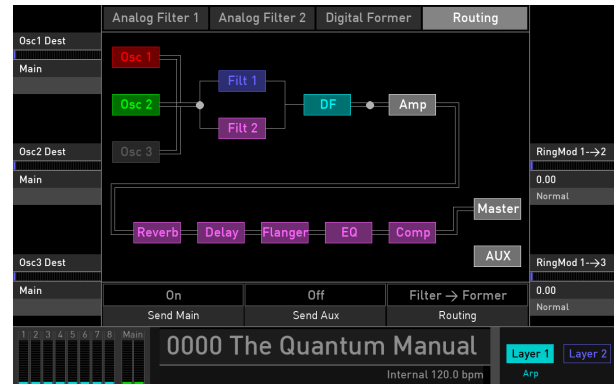 Analog Filter 1 Analog Filter 2 Digital Former Routing
Osc1 Dest
Main
Osc 1
Filt 1
Osc 2 DF Amp
Filt 2
Osc2 Dest
Main
Osc 3
RingMod 1-->2
0.00
Normal
Master
Reverb Delay Flanger EQ Comp
AUX
Osc3 Dest
Main
RingMod 1-->3
0.00
Normal
On Off Filter → Former
Send Main Send Aux Routing
1 2 3 4 5 6 7 8 Main
0000 The Quantum Manual
Internal 120.0 bpm
Layer 1 Layer 2
Arp